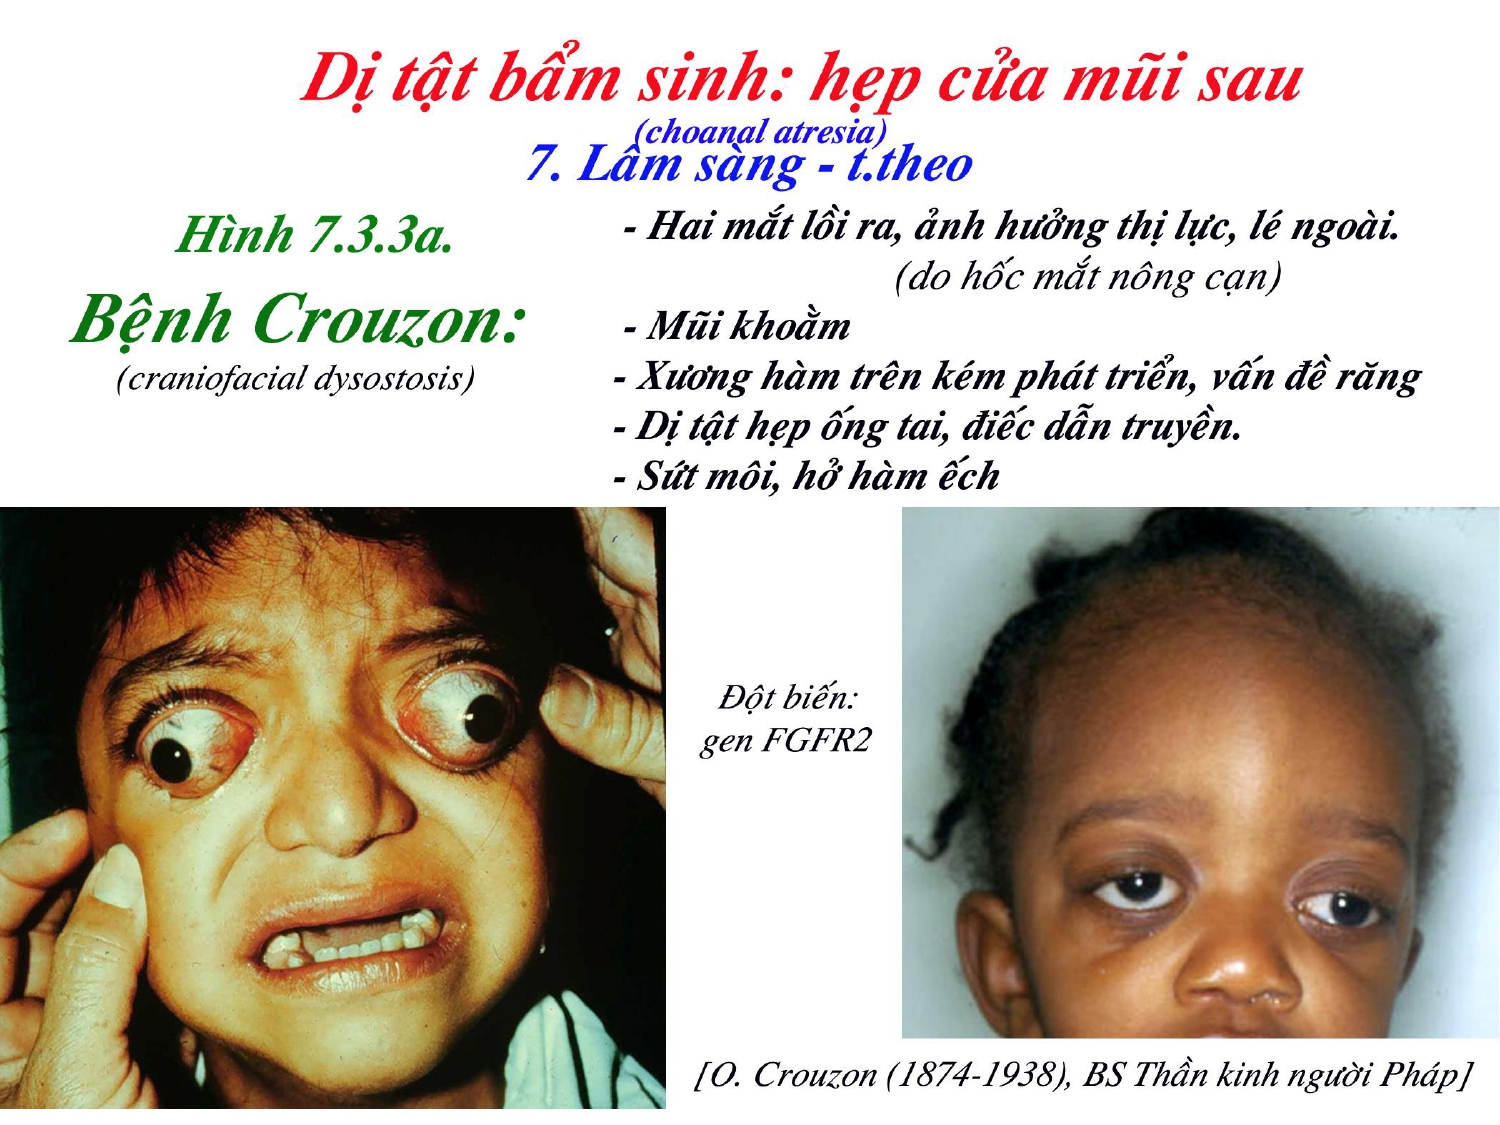 Dị tật bẩm sinh: hẹp cửa mũi sau
(choanal atresia)
7. Lâm sàng - t.theo
Hình 7.3.3a.
Bệnh Crouzon:
(craniofacial dysostosis)
- Hai mắt lồi ra, ảnh hưởng thị lực, lé ngoài.
(do hốc mắt nông cạn)
- Mũi khoằm
- Xương hàm trên kém phát triển, vấn đề răng
- Dị tật hẹp ống tai, điếc dẫn truyền.
- Sứt môi, hở hàm ếch
Đột biến:
gen FGFR2
[O. Crouzon (1874-1938), BS Thần kinh người Pháp]